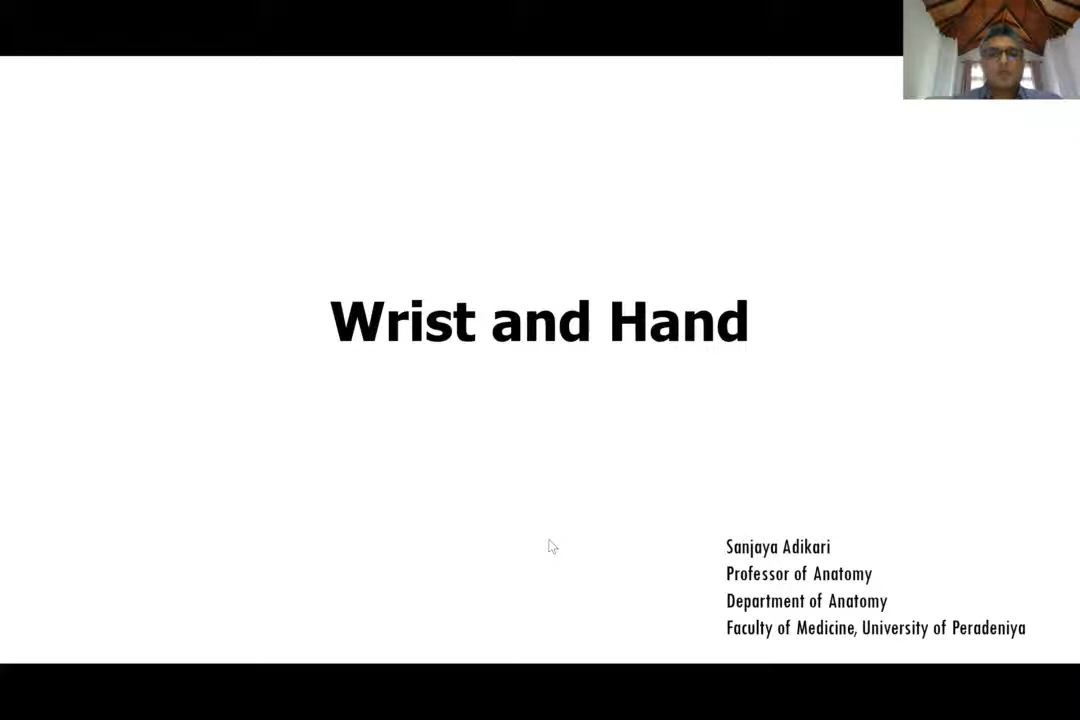 Wrist and Hand
Sanjaya Adikari
Professor of Anatomy
Department of Anatomy
Faculty of Medicine, University of Peradeniya